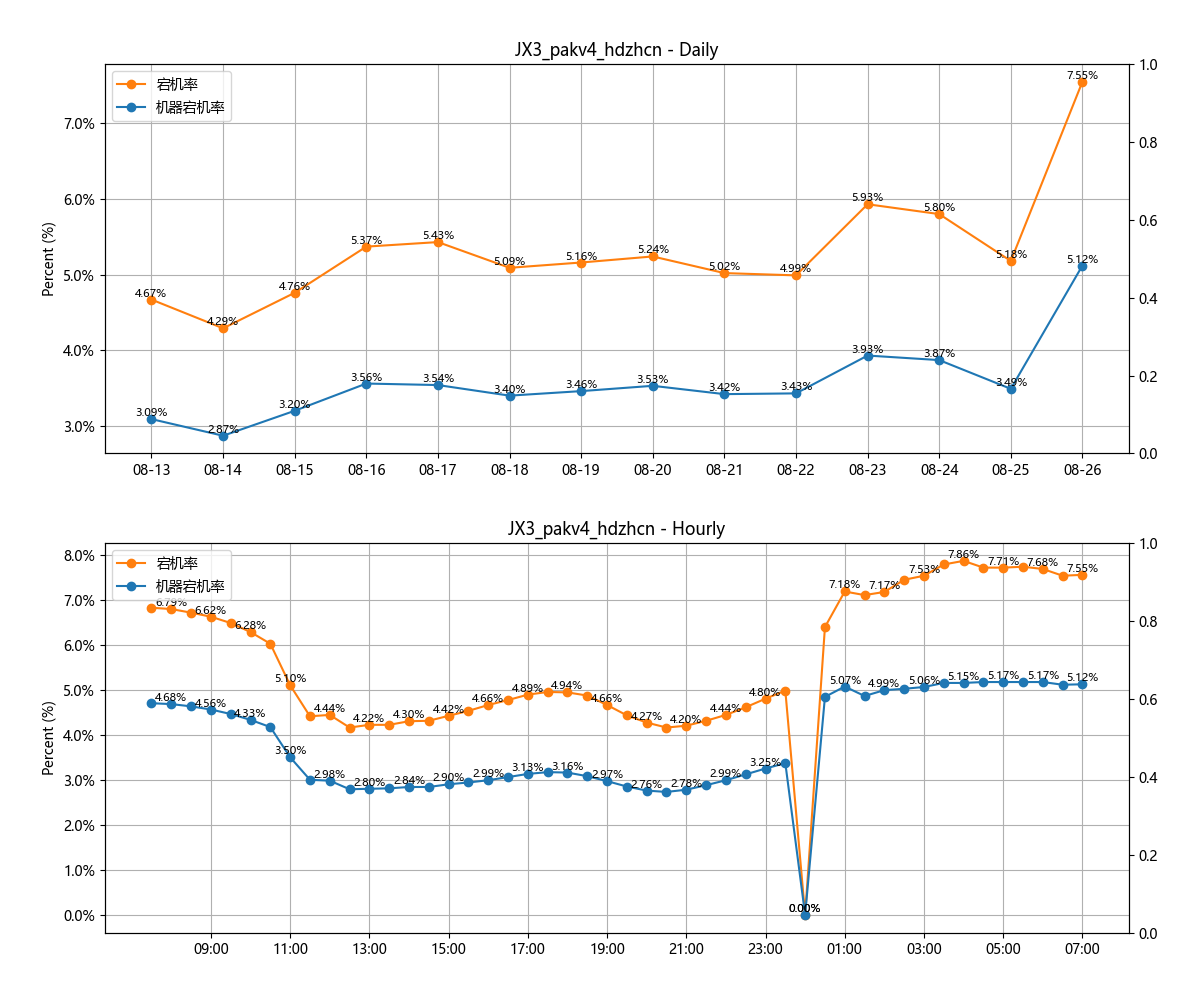 JX3_pakv4_hdzhcn - Daily
宕机率
机器宕机率
Percent (%)
7.0%
6.0%
5.0%
4.0%
3.0%
1.0
0.8
0.6
0.4
0.2
0.0
4.67% 4.29% 4.76% 5.37% 5.43% 5.09% 5.16% 5.24% 5.02% 4.99% 5.93% 5.80% 5.18% 7.55%
3.09% 2.87% 3.20% 3.56% 3.54% 3.40% 3.46% 3.53% 3.42% 3.43% 3.93% 3.87% 3.49% 5.12%
08-13 08-14 08-15 08-16 08-17 08-18 08-19 08-20 08-21 08-22 08-23 08-24 08-25 08-26
JX3_pakv4_hdzhcn - Hourly
宕机率
机器宕机率
Percent (%)
8.0%
7.0%
6.0%
5.0%
4.0%
3.0%
2.0%
1.0%
0.0%
1.0
0.8
0.6
0.4
0.2
0.0
6.79% 6.62% 6.28% 5.10% 4.44% 4.22% 4.30% 4.42% 4.66% 4.89% 4.94% 4.66% 4.27% 4.20% 4.44% 4.80% 0.00% 7.18% 7.17% 7.53% 7.86% 7.71% 7.68% 7.55%
4.68% 4.56% 4.33% 3.50% 2.98% 2.80% 2.84% 2.90% 2.99% 3.13% 3.16% 2.97% 2.76% 2.78% 2.99% 3.25% 0.00% 5.07% 4.99% 5.06% 5.15% 5.17% 5.17% 5.12%
09:00 11:00 13:00 15:00 17:00 19:00 21:00 23:00 01:00 03:00 05:00 07:00